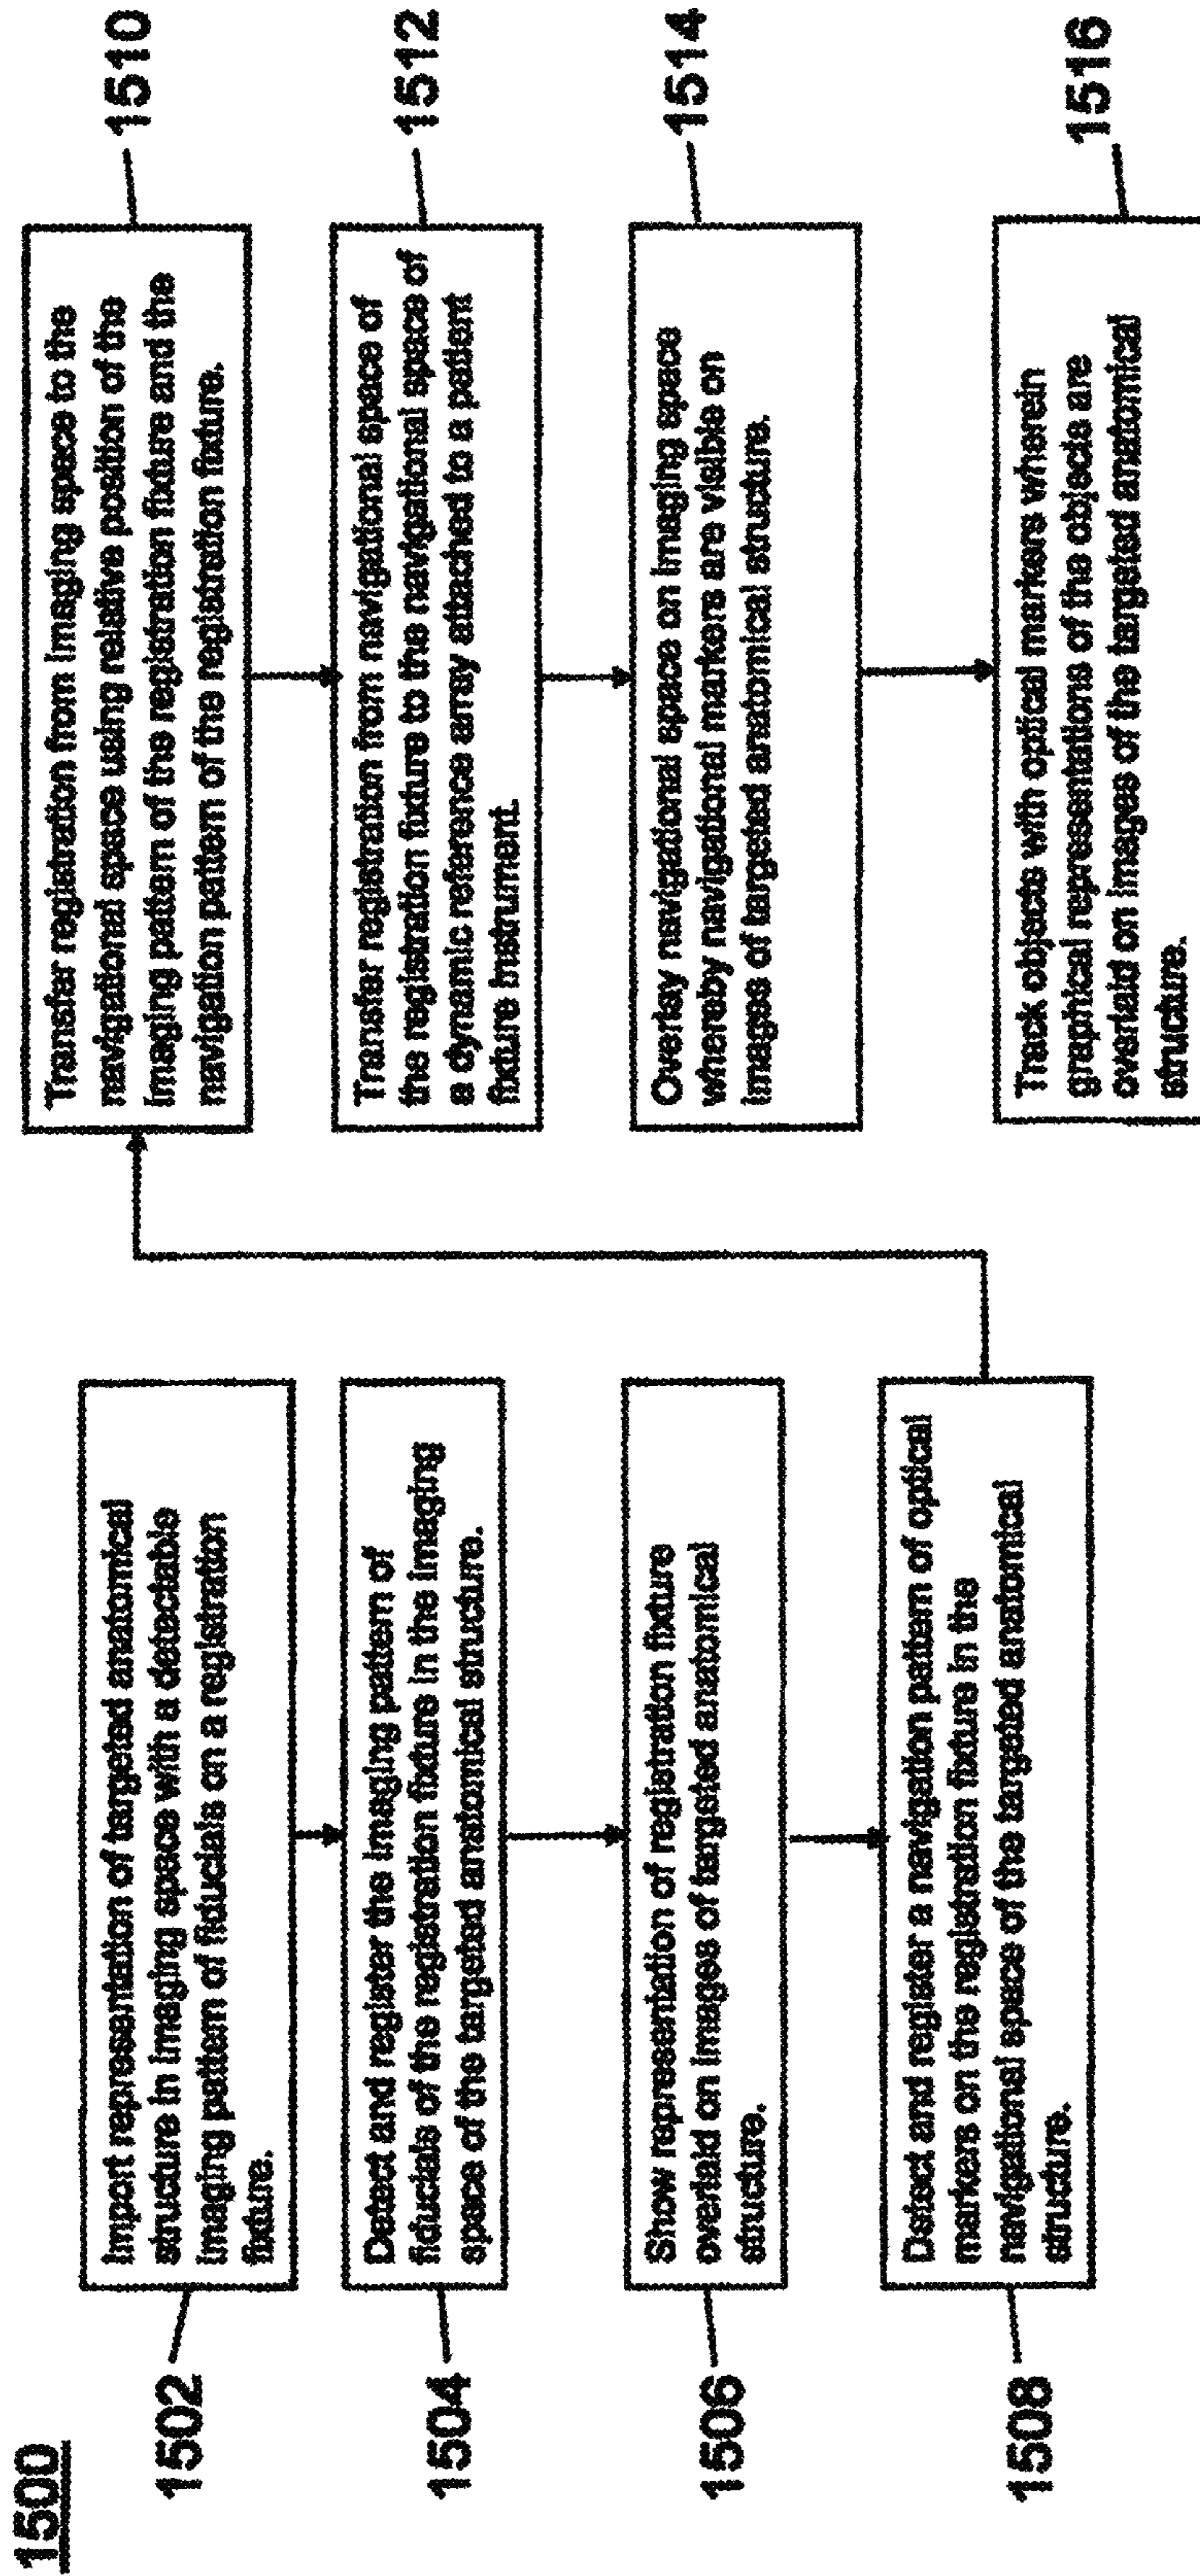 1500
1502
Import representation of targeted anatomical
structure in imaging space with a detectable
imaging pattern of fiducials on a registration
fixture.
1504
Detect and register the imaging pattern of
fiducials of the registration fixture in the imaging
space of the targeted anatomical structure.
1506
Show representation of registration fixture
overlaid on images of targeted anatomical
structure.
1508
Detect and register a navigation pattern of optical
markers on the registration fixture in the
navigational space of the targeted anatomical
structure.
1510
Transfer registration from imaging space to the
navigational space using relative position of the
imaging pattern of the registration fixture and the
navigation pattern of the registration fixture.
1512
Transfer registration from navigational space of
the registration fixture to the navigational space of
a dynamic reference array attached to a patient
fixture instrument.
1514
Overlay navigational space on imaging space
whereby navigational markers are visible on
images of targeted anatomical structure.
1516
Track objects with optical markers wherein
graphical representations of the objects are
overlaid on images of the targeted anatomical
structure.